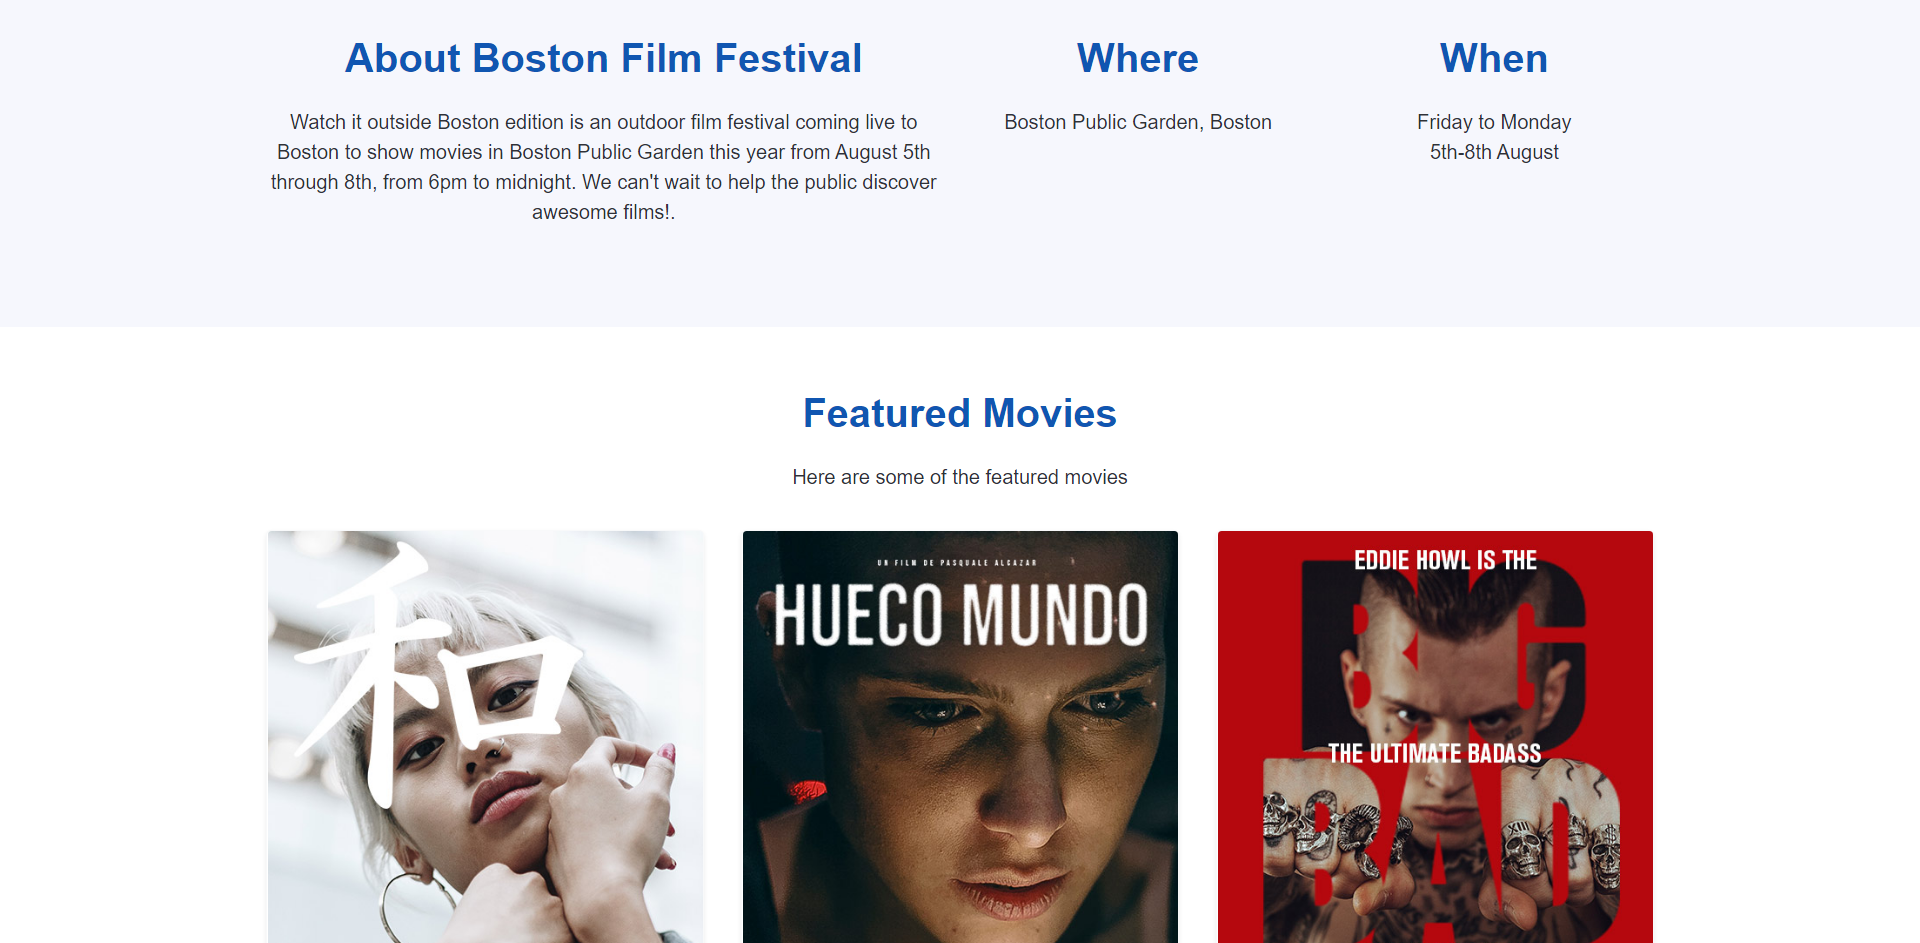 About Boston Film Festival
Watch it outside Boston edition is an outdoor film festival coming live to
Boston to show movies in Boston Public Garden this year from August 5th
through 8th, from 6pm to midnight. We can't wait to help the public discover
awesome films!.
Where
Boston Public Garden, Boston
When
Friday to Monday
5th-8th August
Featured Movies
Here are some of the featured movies
和
UN FILM DE PASQUALE ALCAZAR
HUECO MUNDO
EDDIE HOWL IS THE
BIG
THE ULTIMATE BADASS
BAD
XIII